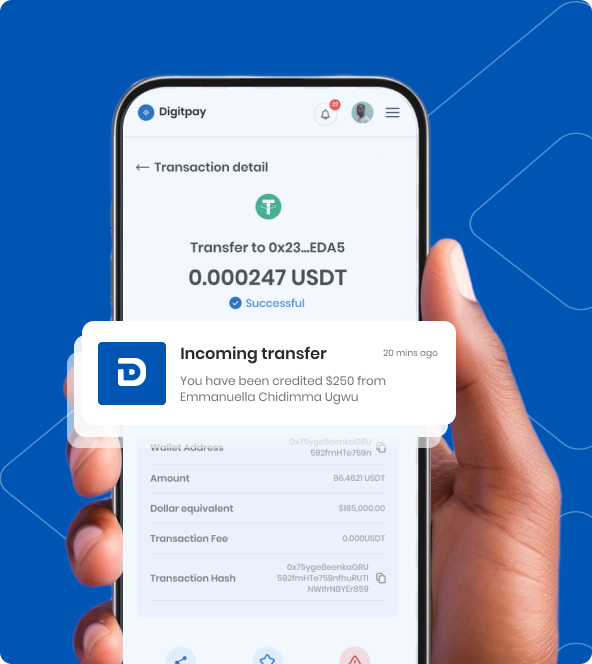 Digitpay
22
Transaction detail
Transfer to 0x23...EDA5
0.000247 USDT
Successful
Incoming transfer
20 mins ago
You have been credited $250 from
Emmanuella Chidimma Ugwu
Wallet Address
0x75yge8eenkaGRU
592fmHTe759n
Amount
96.4621 USDT
Dollar equivalent
$165,000.00
Transaction Fee
0.000USDT
Transaction Hash
0x75yge8eenkaGRU
592fmHTe759nfhuRUTI
NWIfrNBYEr859